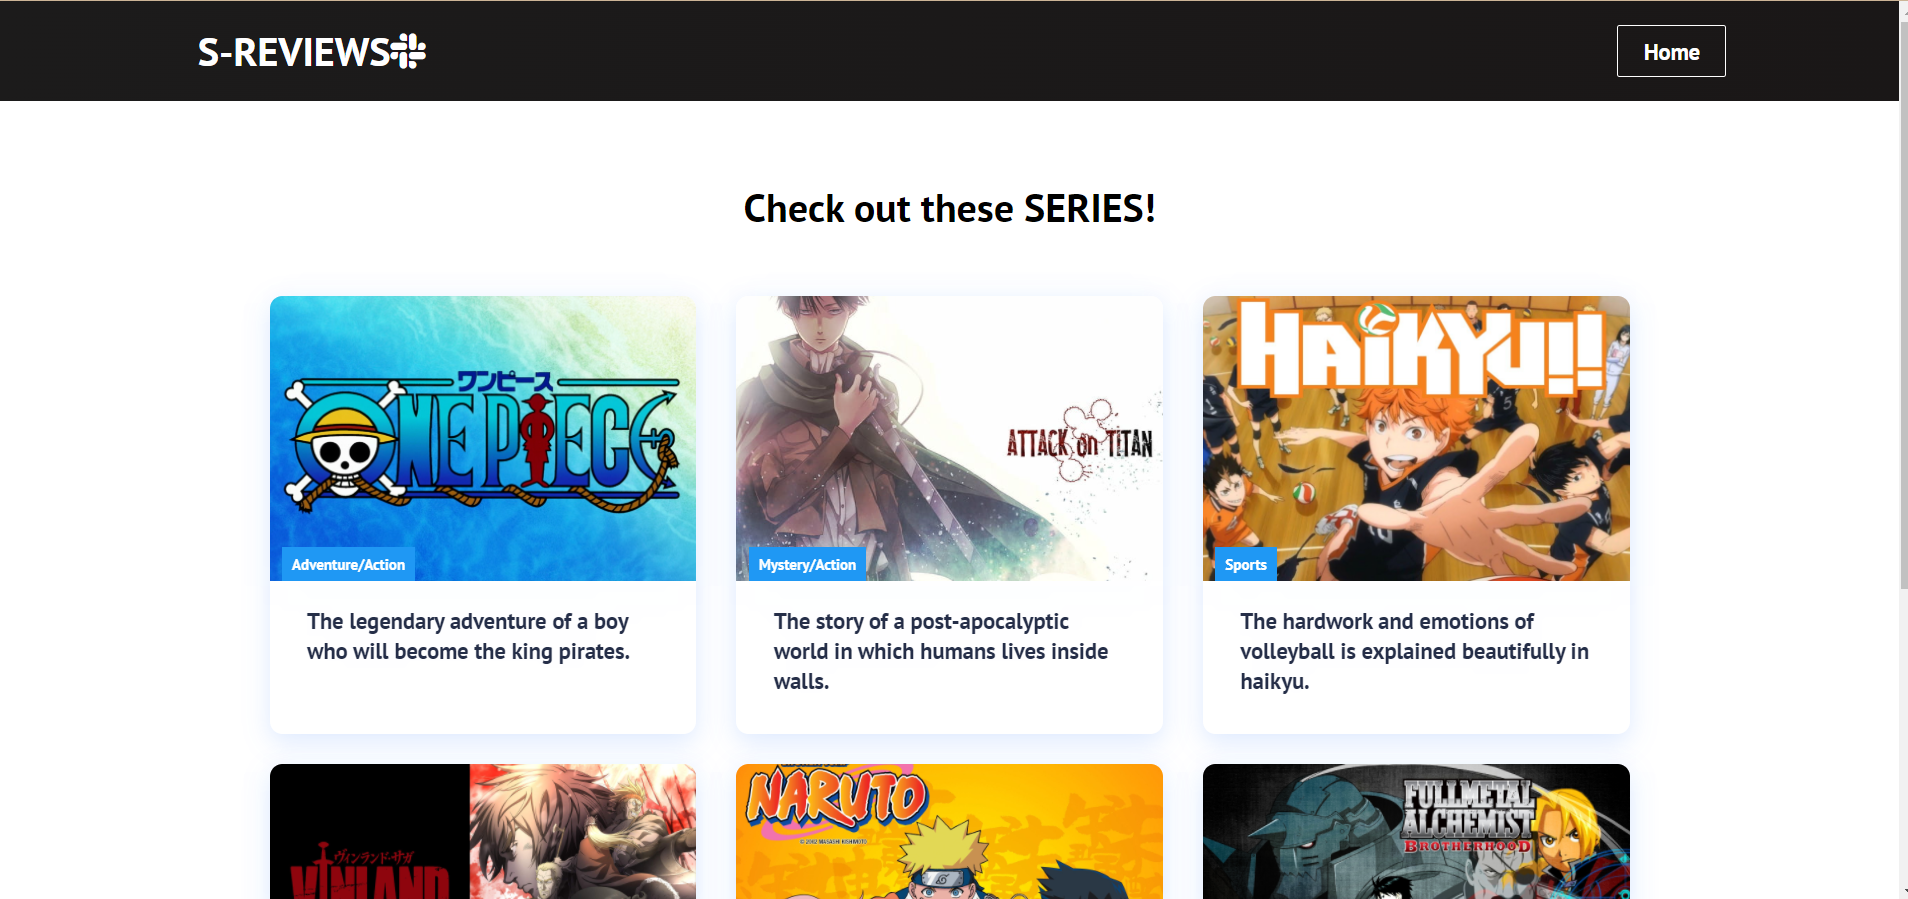 S-REVIEWS
Home
Check out these SERIES!
ワンピース
ONE PIECE
Adventure/Action
The legendary adventure of a boy
who will become the king pirates.
ATTACK on TITAN
Mystery/Action
The story of a post-apocalyptic
world in which humans lives inside
walls.
HAiKYU!!
Sports
The hardwork and emotions of
volleyball is explained beautifully in
haikyu.
ヴィンランド・サガ
VINLAND
NARUTO
© 2002 MASASHI KISHIMOTO
FULLMETAL
ALCHEMIST
BROTHERHOOD